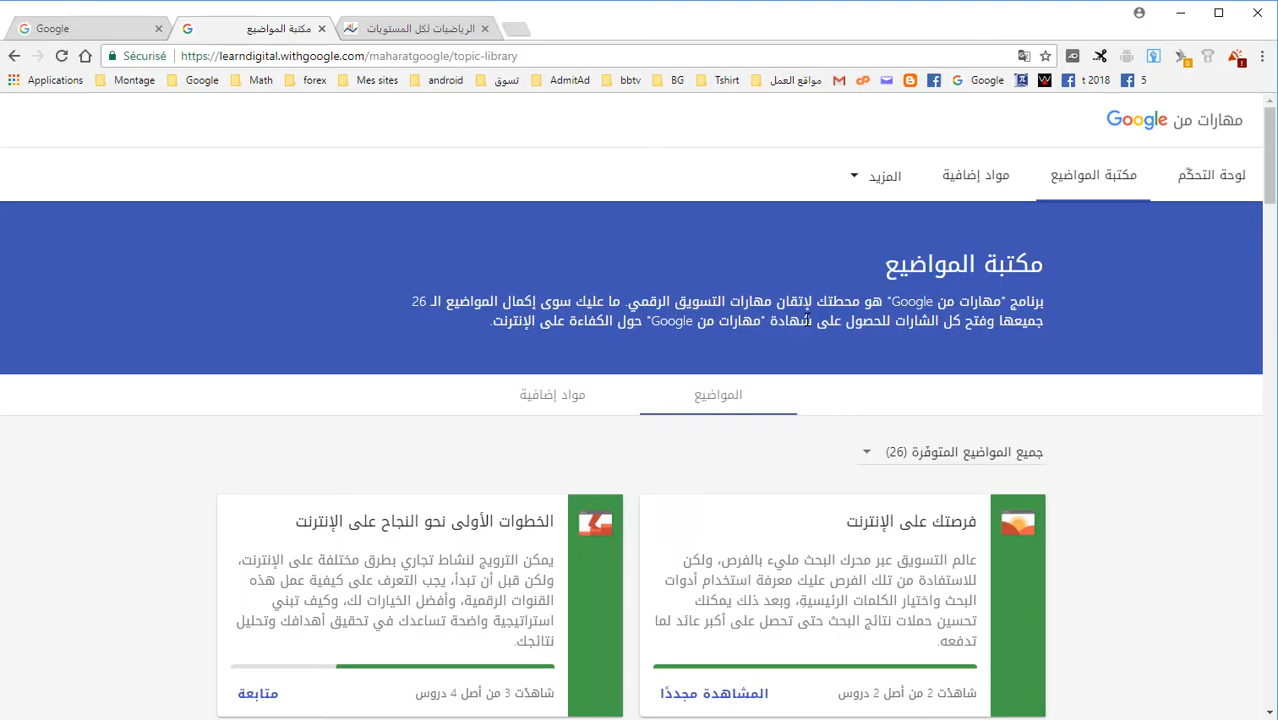 Google
مكتبة المواضيع
الرياضيات لكل المستويات
Sécurisé
https://learndigital.withgoogle.com/maharatgoogle/topic-library
Applications
Montage
Google
Math
forex
Mes sites
android
تسوق
AdmitAd
bbtv
BG
Tshirt
مواقع العمل
Google
t 2018
5
مهارات من Google
لوحة التحكّم
مكتبة المواضيع
مواد إضافية
المزيد
مكتبة المواضيع
برنامج "مهارات من Google" هو محطتك لإتقان مهارات التسويق الرقمي. ما عليك سوى إكمال المواضيع الـ 26
جميعها وفتح كل الشارات للحصول على شهادة "مهارات من Google" حول الكفاءة على الإنترنت.
المواضيع
مواد إضافية
جميع المواضيع المتوفّرة (26)
فرصتك على الإنترنت
عالم التسويق عبر محرك البحث مليء بالفرص، ولكن
للاستفادة من تلك الفرص عليك معرفة استخدام أدوات
البحث واختيار الكلمات الرئيسية، وبعد ذلك يمكنك
تحسين حملات نتائج البحث حتى تحصل على أكبر عائد لما
تدفعه.
شاهدْت 2 من أصل 2 دروس
المشاهدة مجددًا
الخطوات الأولى نحو النجاح على الإنترنت
يمكن الترويج لنشاط تجاري بطرق مختلفة على الإنترنت،
ولكن قبل أن تبدأ، يجب التعرف على كيفية عمل هذه
القنوات الرقمية، وأفضل الخيارات لك، وكيف تبني
استراتيجية واضحة تساعدك في تحقيق أهدافك وتحليل
نتائجك.
شاهدْت 3 من أصل 4 دروس
متابعة